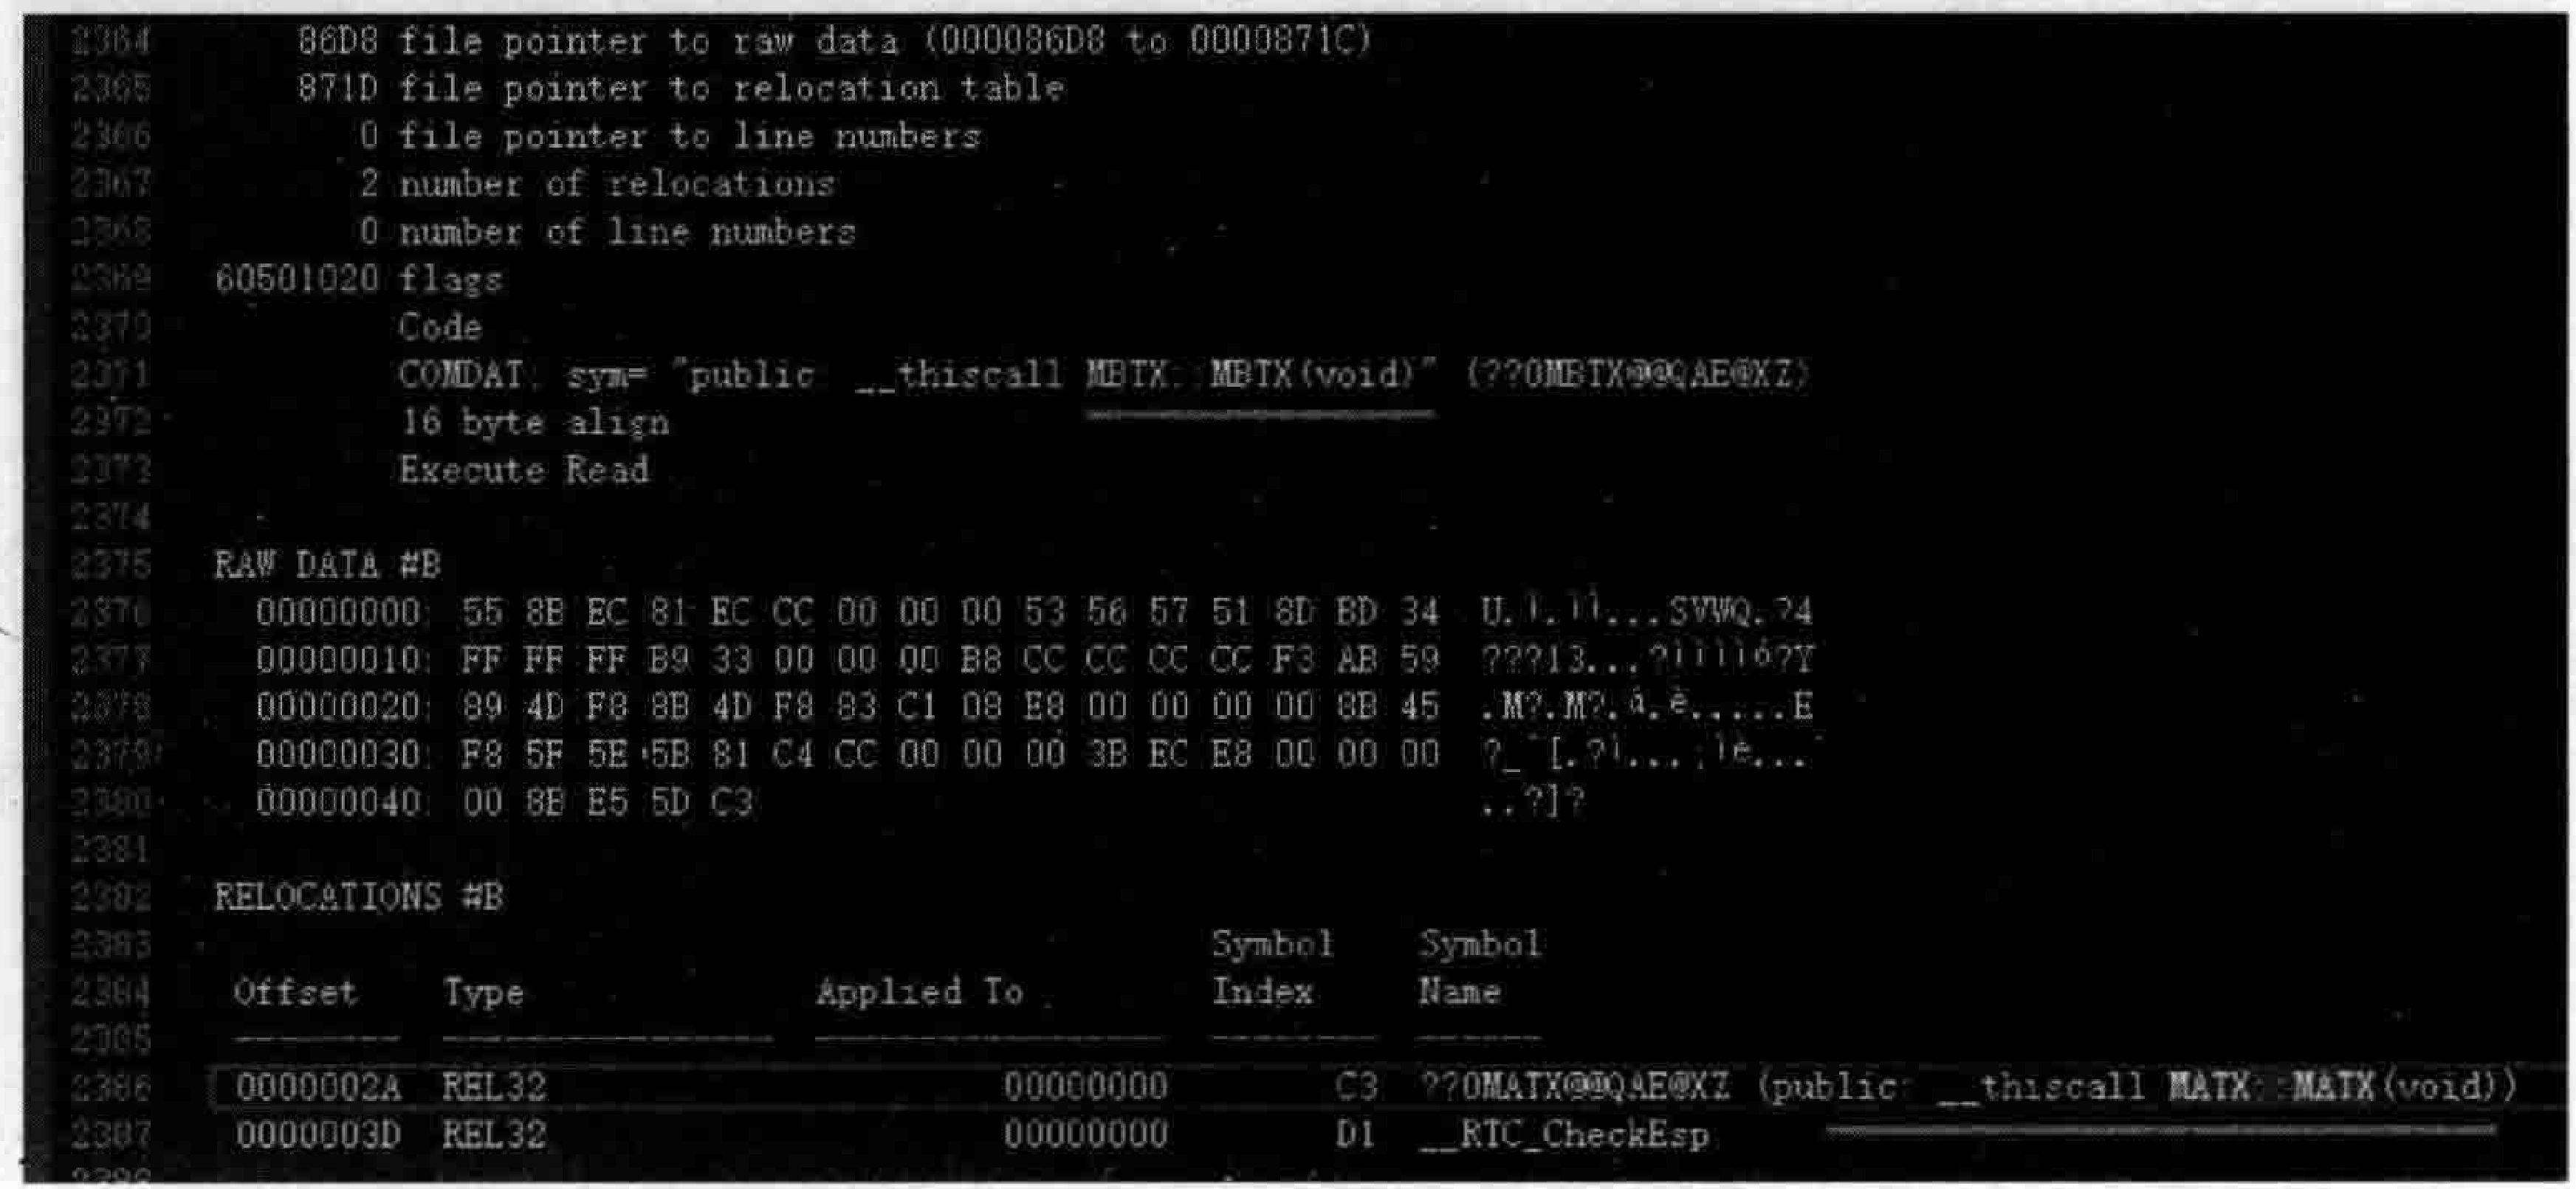 2364 86D8 file pointer to raw data (000086D8 to 0000871C)
2365 871D file pointer to relocation table
2366 0 file pointer to line numbers
2367 2 number of relocations
2368 0 number of line numbers
2369 60501020 flags
2370 Code
2371 COMDAT; sym= "public: __thiscall MBTX::MBTX(void)" (??0MBTX@@QAE@XZ)
2372 16 byte align
2373 Execute Read
2374
2375 RAW DATA #B
2376 00000000: 55 8B EC 81 EC CC 00 00 00 53 56 57 51 8D BD 34 U.ì.ìì...SVWQ.?4
2377 00000010: FF FF FF B9 33 00 00 00 B8 CC CC CC CC F3 AB 59 ???13...?ììììó?Y
2378 00000020: 89 4D F8 8B 4D F8 83 C1 08 E8 00 00 00 00 8B 45 .M?.M?.á.è.....E
2379 00000030: F8 5F 5E 5B 81 C4 CC 00 00 00 3B EC E8 00 00 00 ?_^[.?ì...;ìè...
2380 00000040: 00 8B E5 5D C3 ..?]?
2381
2382 RELOCATIONS #B
2383 Symbol Symbol
2384 Offset Type Applied To Index Name
2385 -------- ---------------- ----------------- -------- ------
2386 0000002A REL32 00000000 C3 ??0MATX@@QAE@XZ (public: __thiscall MATX::MATX(void))
2387 0000003D REL32 00000000 D1 __RTC_CheckEsp
2388